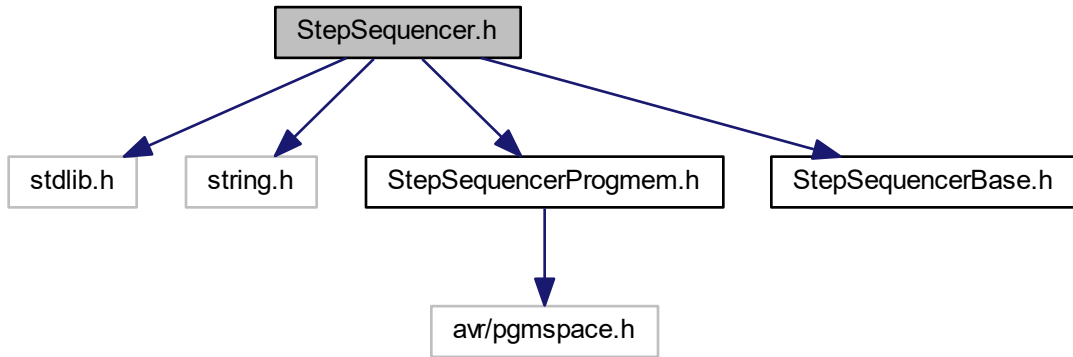 StepSequencer.h
stdlib.h
string.h
StepSequencerProgmem.h
StepSequencerBase.h
avr/pgmspace.h